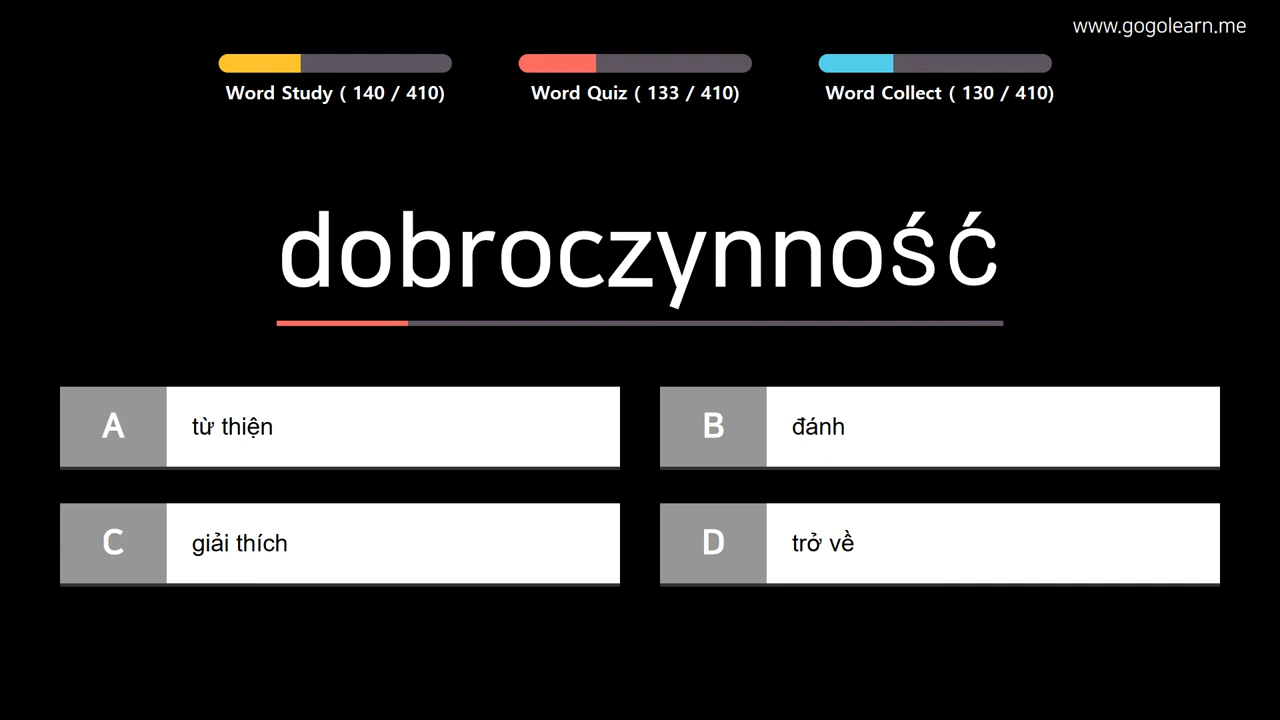 www.gogolearn.me
Word Study ( 140 / 410)
Word Quiz ( 133 / 410)
Word Collect ( 130 / 410)
dobroczynność
A từ thiện
B đánh
C giải thích
D trở về